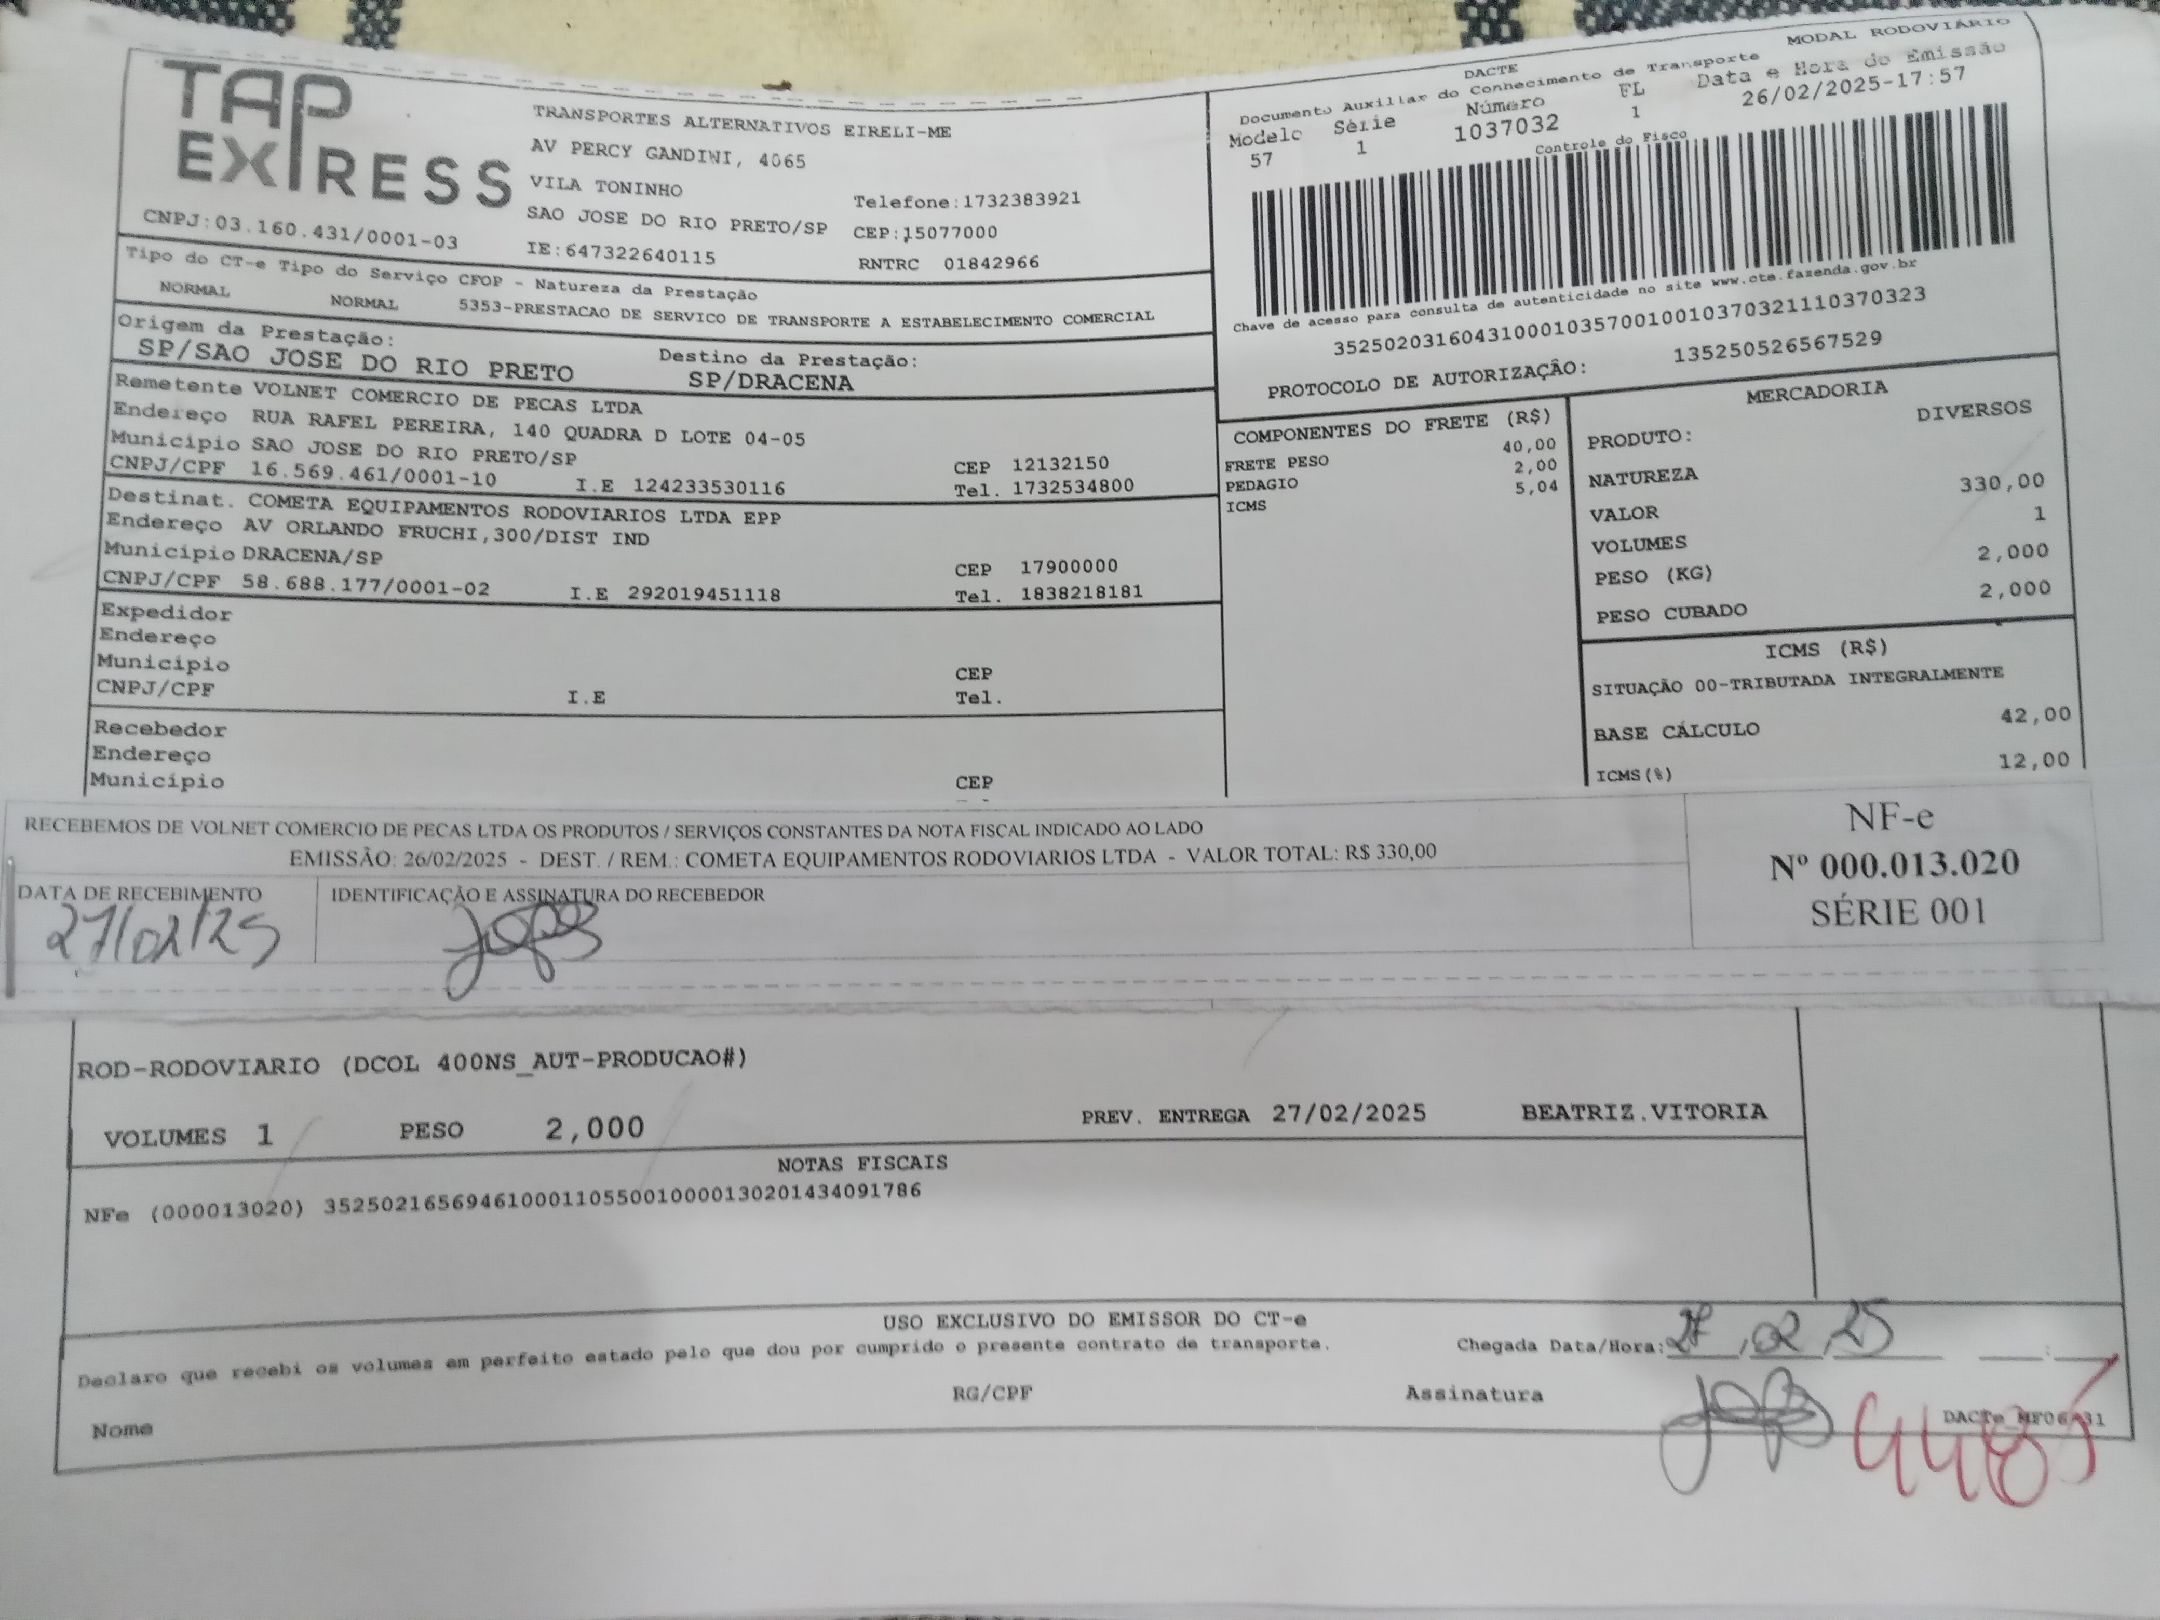 TAP EXPRESS
CNPJ:03.160.431/0001-03
TRANSPORTES ALTERNATIVOS EIRELI-ME
AV PERCY GANDINI, 4065
VILA TONINHO
SAO JOSE DO RIO PRETO/SP
IE:647322640115
Telefone:1732383921
CEP:15077000
RNTRC 01842966
MODAL RODOVIÁRIO
DACTE
Documento Auxiliar do Conhecimento de Transporte
Modelo Série Número FL Data e Hora do Emissão
57 1 1037032 1 26/02/2025-17:57
Controle do Fisco
Chave de acesso para consulta de autenticidade no site www.cte.fazenda.gov.br
35250203160431000103570010010370321110370323
PROTOCOLO DE AUTORIZAÇÃO: 135250526567529
Tipo do CT-e Tipo do Serviço CFOP - Natureza da Prestação
NORMAL NORMAL 5353-PRESTACAO DE SERVICO DE TRANSPORTE A ESTABELECIMENTO COMERCIAL
Origem da Prestação: Destino da Prestação:
SP/SAO JOSE DO RIO PRETO SP/DRACENA
Remetente VOLNET COMERCIO DE PECAS LTDA
Endereço RUA RAFEL PEREIRA, 140 QUADRA D LOTE 04-05
Município SAO JOSE DO RIO PRETO/SP CEP 12132150
CNPJ/CPF 16.569.461/0001-10 I.E 124233530116 Tel. 1732534800
Destinat. COMETA EQUIPAMENTOS RODOVIARIOS LTDA EPP
Endereço AV ORLANDO FRUCHI,300/DIST IND
Município DRACENA/SP CEP 17900000
CNPJ/CPF 58.688.177/0001-02 I.E 292019451118 Tel. 1838218181
Expedidor
Endereço
Município CEP
CNPJ/CPF I.E Tel.
Recebedor
Endereço
Município CEP
COMPONENTES DO FRETE (R$)
FRETE PESO 40,00
PEDAGIO 2,00
ICMS 5,04
MERCADORIA
PRODUTO: DIVERSOS
NATUREZA
VALOR 330,00
VOLUMES 1
PESO (KG) 2,000
PESO CUBADO 2,000
ICMS (R$)
SITUAÇÃO 00-TRIBUTADA INTEGRALMENTE
BASE CÁLCULO 42,00
ICMS(%) 12,00
RECEBEMOS DE VOLNET COMERCIO DE PECAS LTDA OS PRODUTOS / SERVIÇOS CONSTANTES DA NOTA FISCAL INDICADO AO LADO
EMISSÃO: 26/02/2025 - DEST. / REM.: COMETA EQUIPAMENTOS RODOVIARIOS LTDA - VALOR TOTAL: R$ 330,00
DATA DE RECEBIMENTO IDENTIFICAÇÃO E ASSINATURA DO RECEBEDOR
27/02/25
NF-e
Nº 000.013.020
SÉRIE 001
ROD-RODOVIARIO (DCOL 400NS_AUT-PRODUCAO#)
VOLUMES 1 PESO 2,000 PREV. ENTREGA 27/02/2025 BEATRIZ.VITORIA
NOTAS FISCAIS
NFe (000013020) 35250216569461000110550010000130201434091786
USO EXCLUSIVO DO EMISSOR DO CT-e
Declaro que recebi os volumes em perfeito estado pelo que dou por cumprido o presente contrato de transporte.
Chegada Data/Hora: 27 , 02 , 25 :
Nome RG/CPF Assinatura